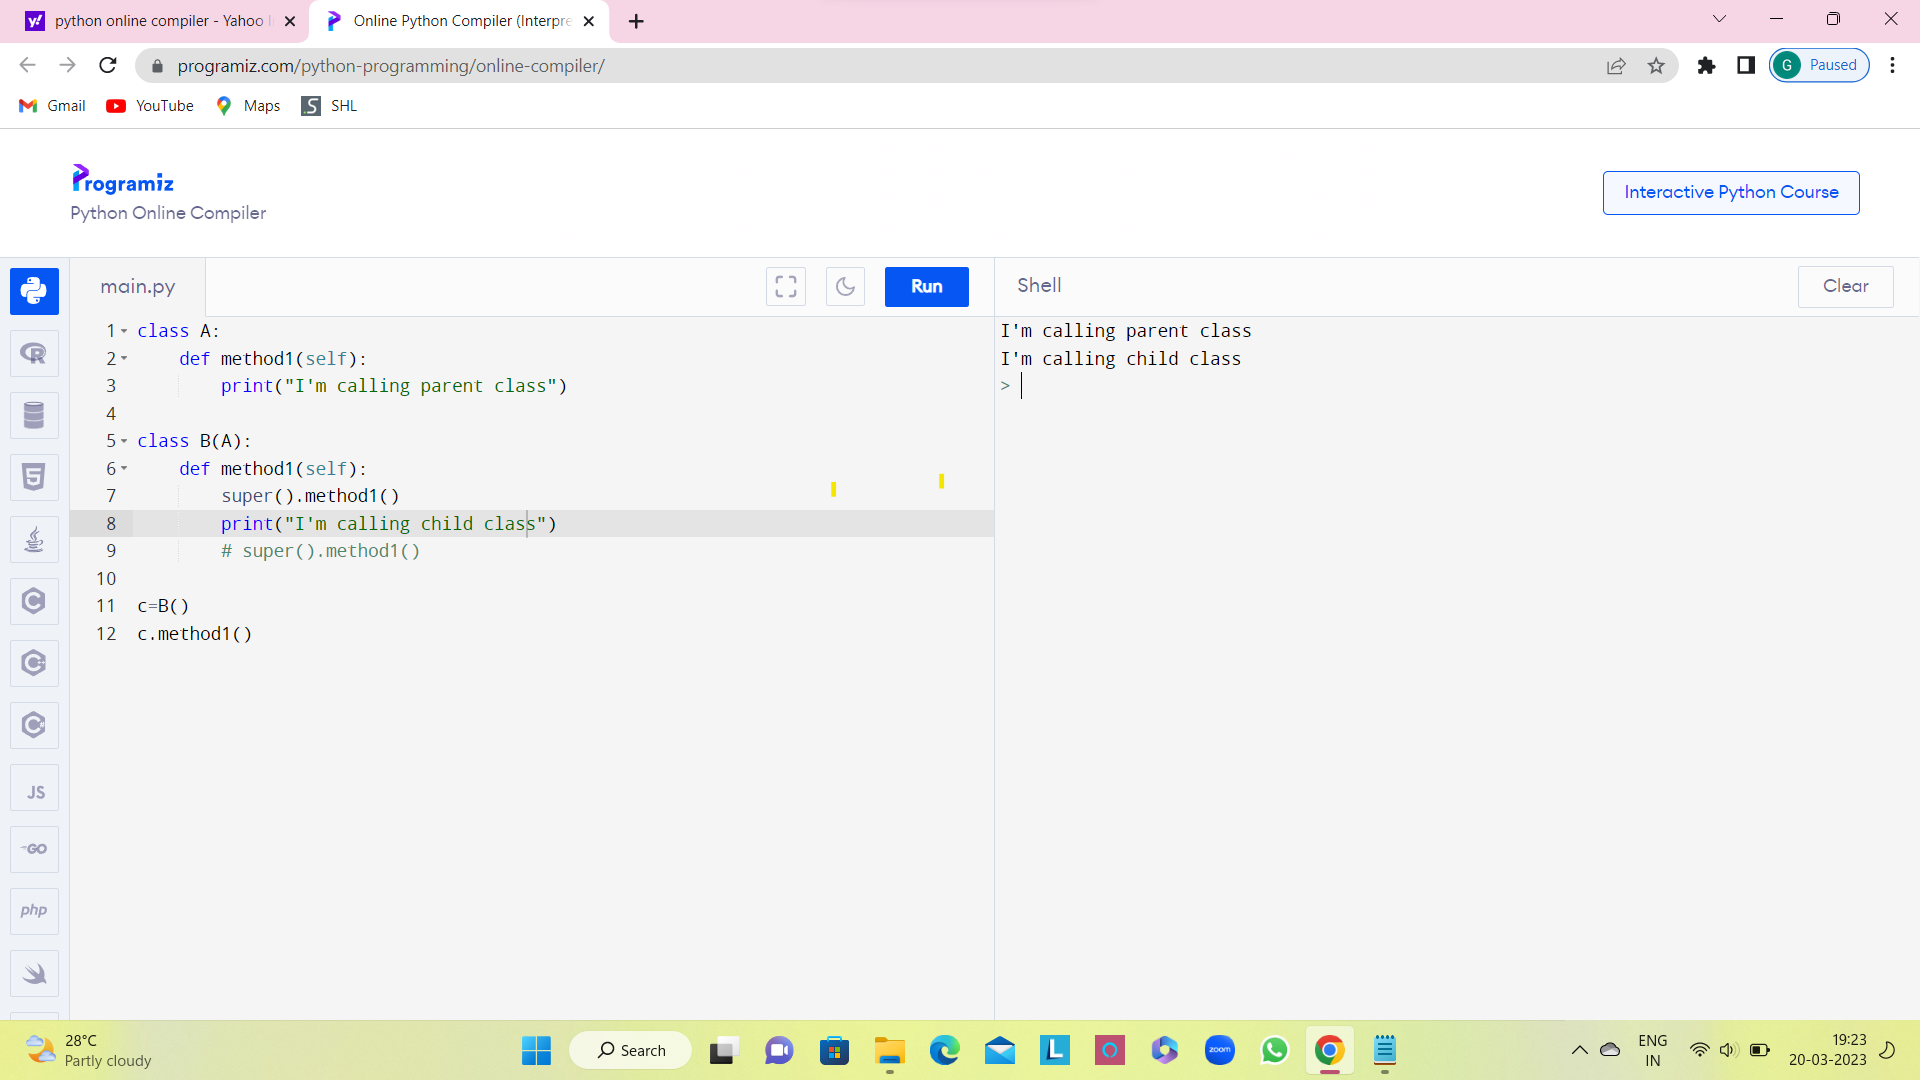 python online compiler - Yahoo I
Online Python Compiler (Interpre
programiz.com/python-programming/online-compiler/
G Paused
Gmail YouTube Maps SHL
Programiz
Python Online Compiler
Interactive Python Course
main.py
Run
Shell
Clear
1 class A:
2     def method1(self):
3         print("I'm calling parent class")
4
5 class B(A):
6     def method1(self):
7         super().method1()
8         print("I'm calling child class")
9         # super().method1()
10
11 c=B()
12 c.method1()
I'm calling parent class
I'm calling child class
>
JS
GO
php
28°C
Partly cloudy
Search
zoom
ENG
IN
19:23
20-03-2023